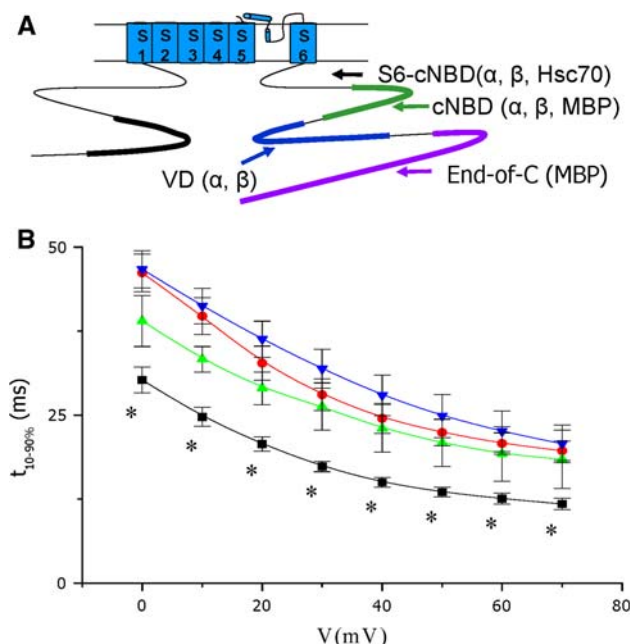 A
S S S S S S
1 2 3 4 5 6
S6-cNBD(α, β, Hsc70)
cNBD (α, β, MBP)
VD (α, β)
End-of-C (MBP)
B
50
25
0
t10-90% (ms)
* * * * * * * *
0 20 40 60 80
V(mV)